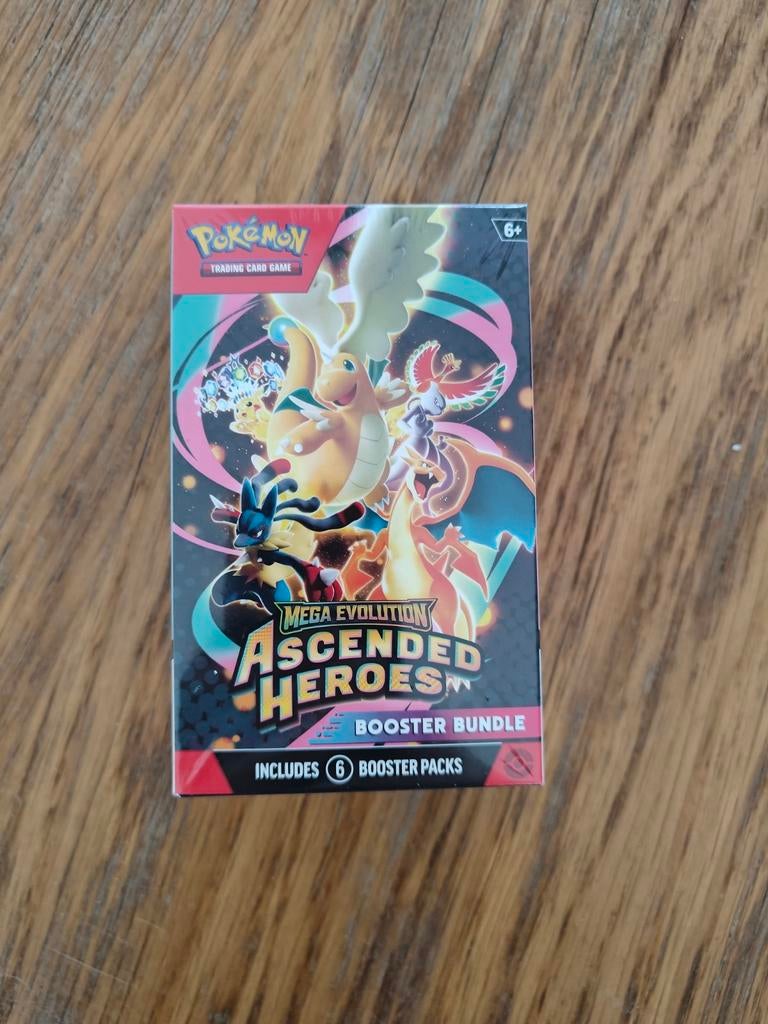 POKéMON
TRADING CARD GAME
6+
MEGA EVOLUTION
ASCENDED
HEROES
BOOSTER BUNDLE
INCLUDES 6 BOOSTER PACKS